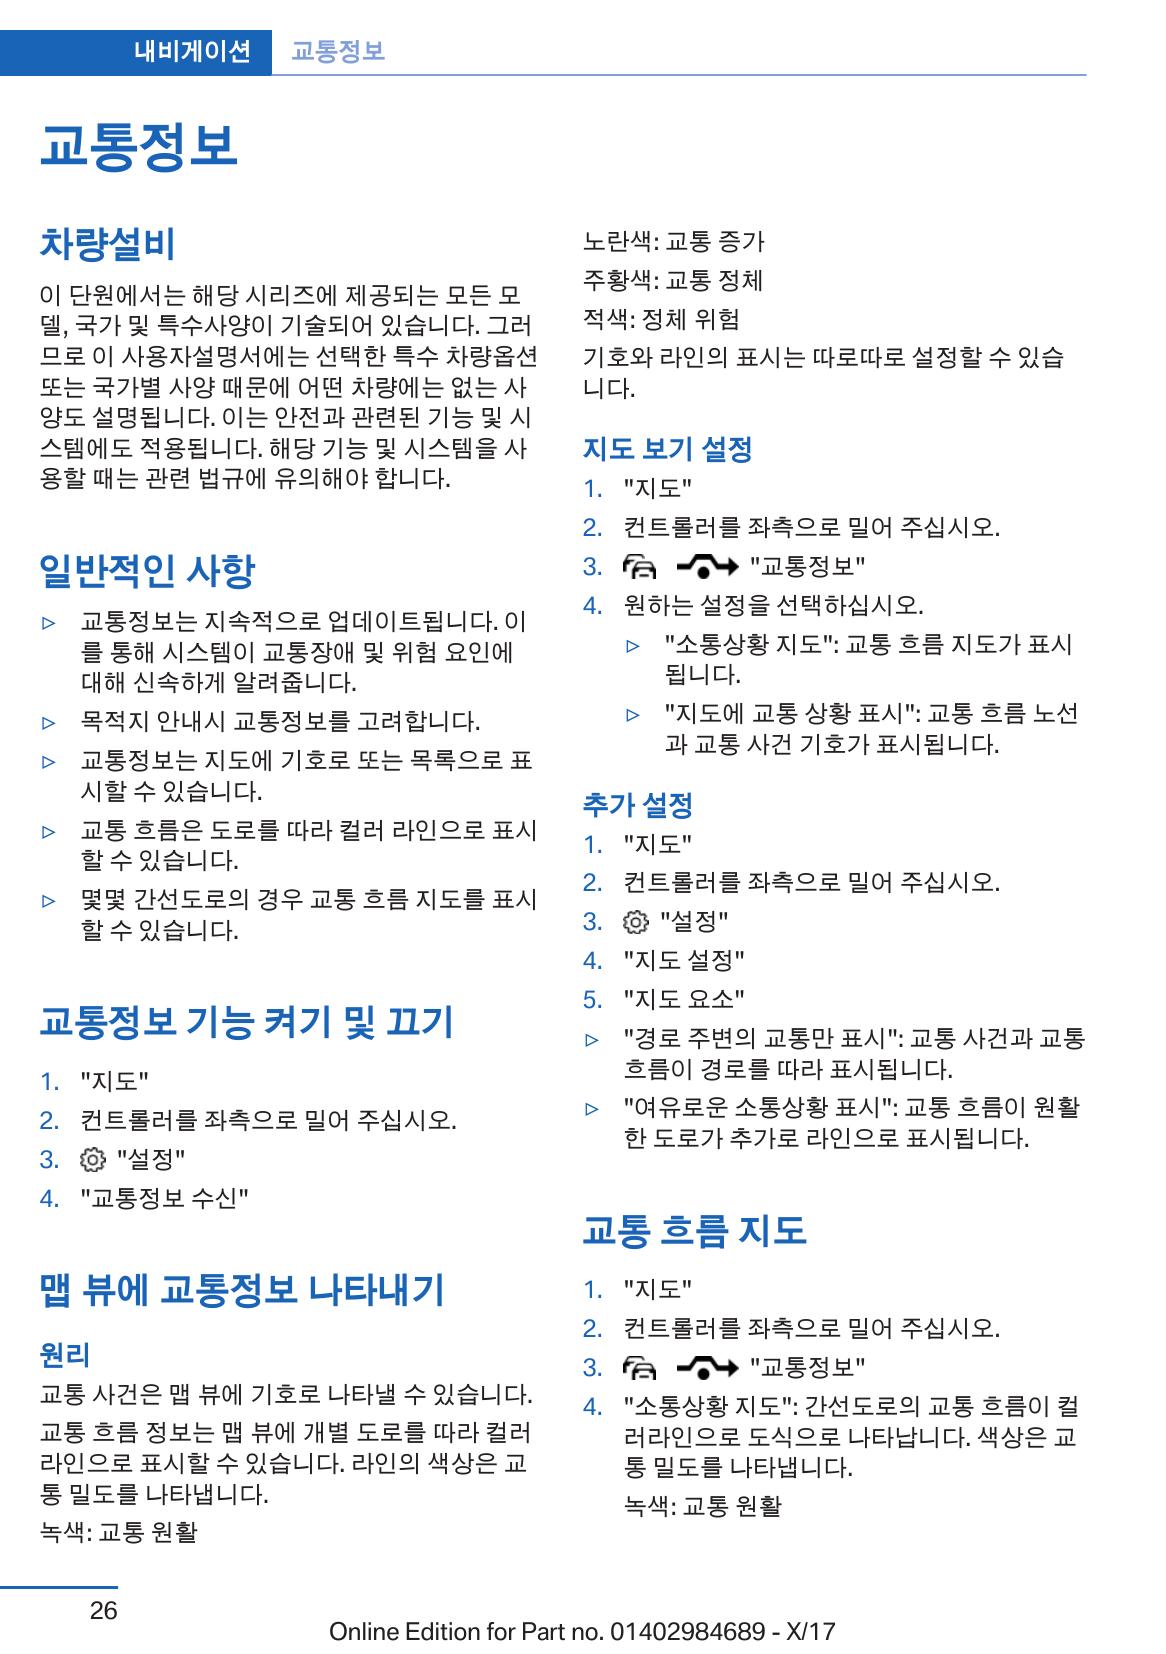 내비게이션 교통정보
교통정보
차량설비
이 단원에서는 해당 시리즈에 제공되는 모든 모
델, 국가 및 특수사양이 기술되어 있습니다. 그러
므로 이 사용자설명서에는 선택한 특수 차량옵션
또는 국가별 사양 때문에 어떤 차량에는 없는 사
양도 설명됩니다. 이는 안전과 관련된 기능 및 시
스템에도 적용됩니다. 해당 기능 및 시스템을 사
용할 때는 관련 법규에 유의해야 합니다.
일반적인 사항
▷ 교통정보는 지속적으로 업데이트됩니다. 이
를 통해 시스템이 교통장애 및 위험 요인에
대해 신속하게 알려줍니다.
▷ 목적지 안내시 교통정보를 고려합니다.
▷ 교통정보는 지도에 기호로 또는 목록으로 표
시할 수 있습니다.
▷ 교통 흐름은 도로를 따라 컬러 라인으로 표시
할 수 있습니다.
▷ 몇몇 간선도로의 경우 교통 흐름 지도를 표시
할 수 있습니다.
교통정보 기능 켜기 및 끄기
1. "지도"
2. 컨트롤러를 좌측으로 밀어 주십시오.
3. "설정"
4. "교통정보 수신"
맵 뷰에 교통정보 나타내기
원리
교통 사건은 맵 뷰에 기호로 나타낼 수 있습니다.
교통 흐름 정보는 맵 뷰에 개별 도로를 따라 컬러
라인으로 표시할 수 있습니다. 라인의 색상은 교
통 밀도를 나타냅니다.
녹색: 교통 원활
노란색: 교통 증가
주황색: 교통 정체
적색: 정체 위험
기호와 라인의 표시는 따로따로 설정할 수 있습
니다.
지도 보기 설정
1. "지도"
2. 컨트롤러를 좌측으로 밀어 주십시오.
3. "교통정보"
4. 원하는 설정을 선택하십시오.
▷ "소통상황 지도": 교통 흐름 지도가 표시
됩니다.
▷ "지도에 교통 상황 표시": 교통 흐름 노선
과 교통 사건 기호가 표시됩니다.
추가 설정
1. "지도"
2. 컨트롤러를 좌측으로 밀어 주십시오.
3. "설정"
4. "지도 설정"
5. "지도 요소"
▷ "경로 주변의 교통만 표시": 교통 사건과 교통
흐름이 경로를 따라 표시됩니다.
▷ "여유로운 소통상황 표시": 교통 흐름이 원활
한 도로가 추가로 라인으로 표시됩니다.
교통 흐름 지도
1. "지도"
2. 컨트롤러를 좌측으로 밀어 주십시오.
3. "교통정보"
4. "소통상황 지도": 간선도로의 교통 흐름이 컬
러라인으로 도식으로 나타납니다. 색상은 교
통 밀도를 나타냅니다.
녹색: 교통 원활
26
Online Edition for Part no. 01402984689 - X/17